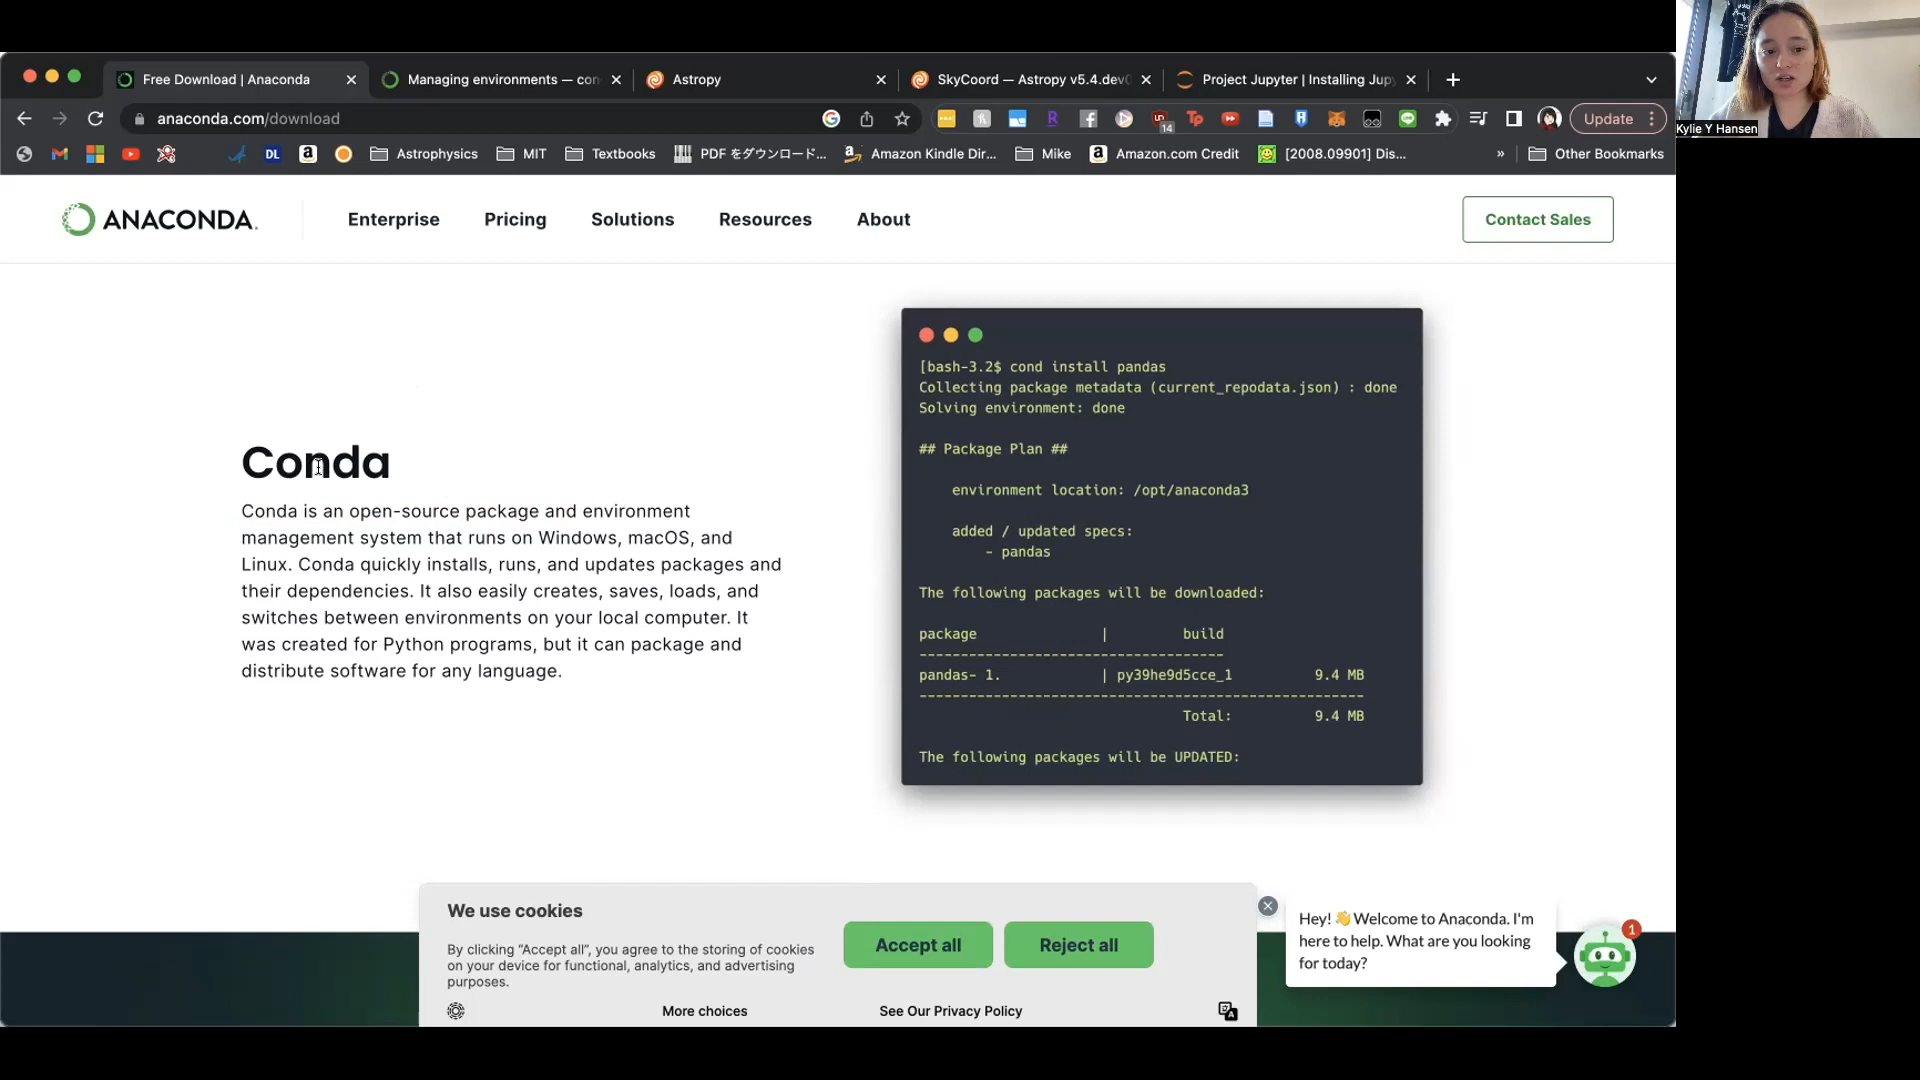 Free Download | Anaconda
Managing environments — con
Astropy
SkyCoord — Astropy v5.4.dev
Project Jupyter | Installing Jup
Kylie Y Hansen
anaconda.com/download
14
Update
DL
Astrophysics
MIT
Textbooks
PDF をダウンロード...
Amazon Kindle Dir...
Mike
Amazon.com Credit
[2008.09901] Dis...
»
Other Bookmarks
ANACONDA.
Enterprise
Pricing
Solutions
Resources
About
Contact Sales
Conda
Conda is an open-source package and environment
management system that runs on Windows, macOS, and
Linux. Conda quickly installs, runs, and updates packages and
their dependencies. It also easily creates, saves, loads, and
switches between environments on your local computer. It
was created for Python programs, but it can package and
distribute software for any language.
[bash-3.2$ cond install pandas
Collecting package metadata (current_repodata.json) : done
Solving environment: done
## Package Plan ##
environment location: /opt/anaconda3
added / updated specs:
- pandas
The following packages will be downloaded:
package | build
------------------------------------
pandas- 1. | py39he9d5cce_1 9.4 MB
------------------------------------------------------
Total: 9.4 MB
The following packages will be UPDATED:
We use cookies
By clicking “Accept all”, you agree to the storing of cookies
on your device for functional, analytics, and advertising
purposes.
Accept all
Reject all
More choices
See Our Privacy Policy
Hey! 👋 Welcome to Anaconda. I'm
here to help. What are you looking
for today?
1